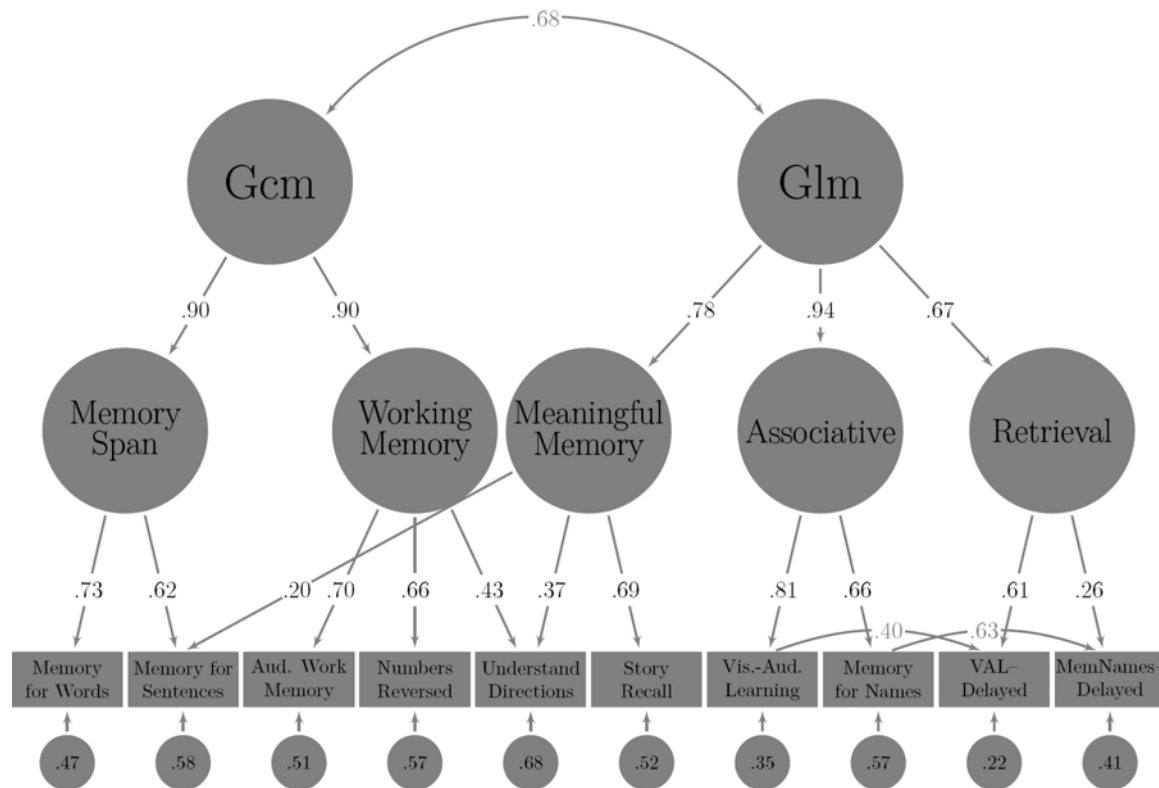 .68
Gcm
Glm
.90
.90
.78
.94
.67
Memory
Span
Working
Memory
Meaningful
Memory
Associative
Retrieval
.73
.62
.20
.70
.66
.43
.37
.69
.81
.66
.61
.26
.40
.63
Memory
for Words
Memory for
Sentences
Aud. Work
Memory
Numbers
Reversed
Understand
Directions
Story
Recall
Vis.-Aud.
Learning
Memory
for Names
VAL–
Delayed
MemNames–
Delayed
.47
.58
.51
.57
.68
.52
.35
.57
.22
.41